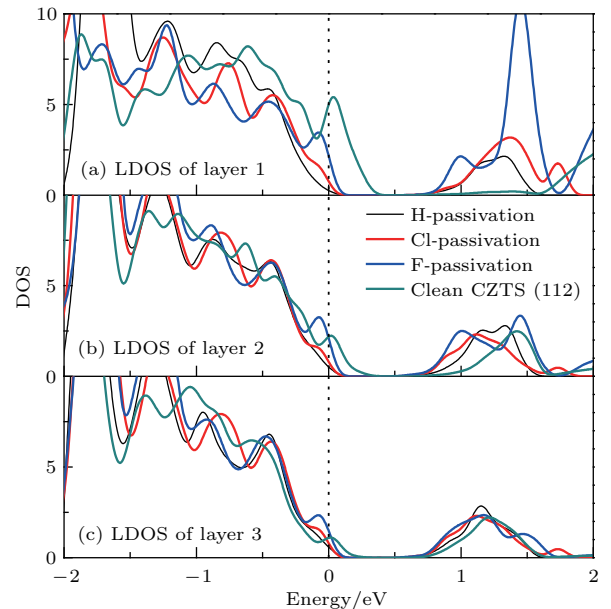 10
5
0
(a) LDOS of layer 1
H-passivation
Cl-passivation
F-passivation
Clean CZTS (112)
DOS
5
0
(b) LDOS of layer 2
5
0
(c) LDOS of layer 3
−2 −1 0 1 2
Energy/eV